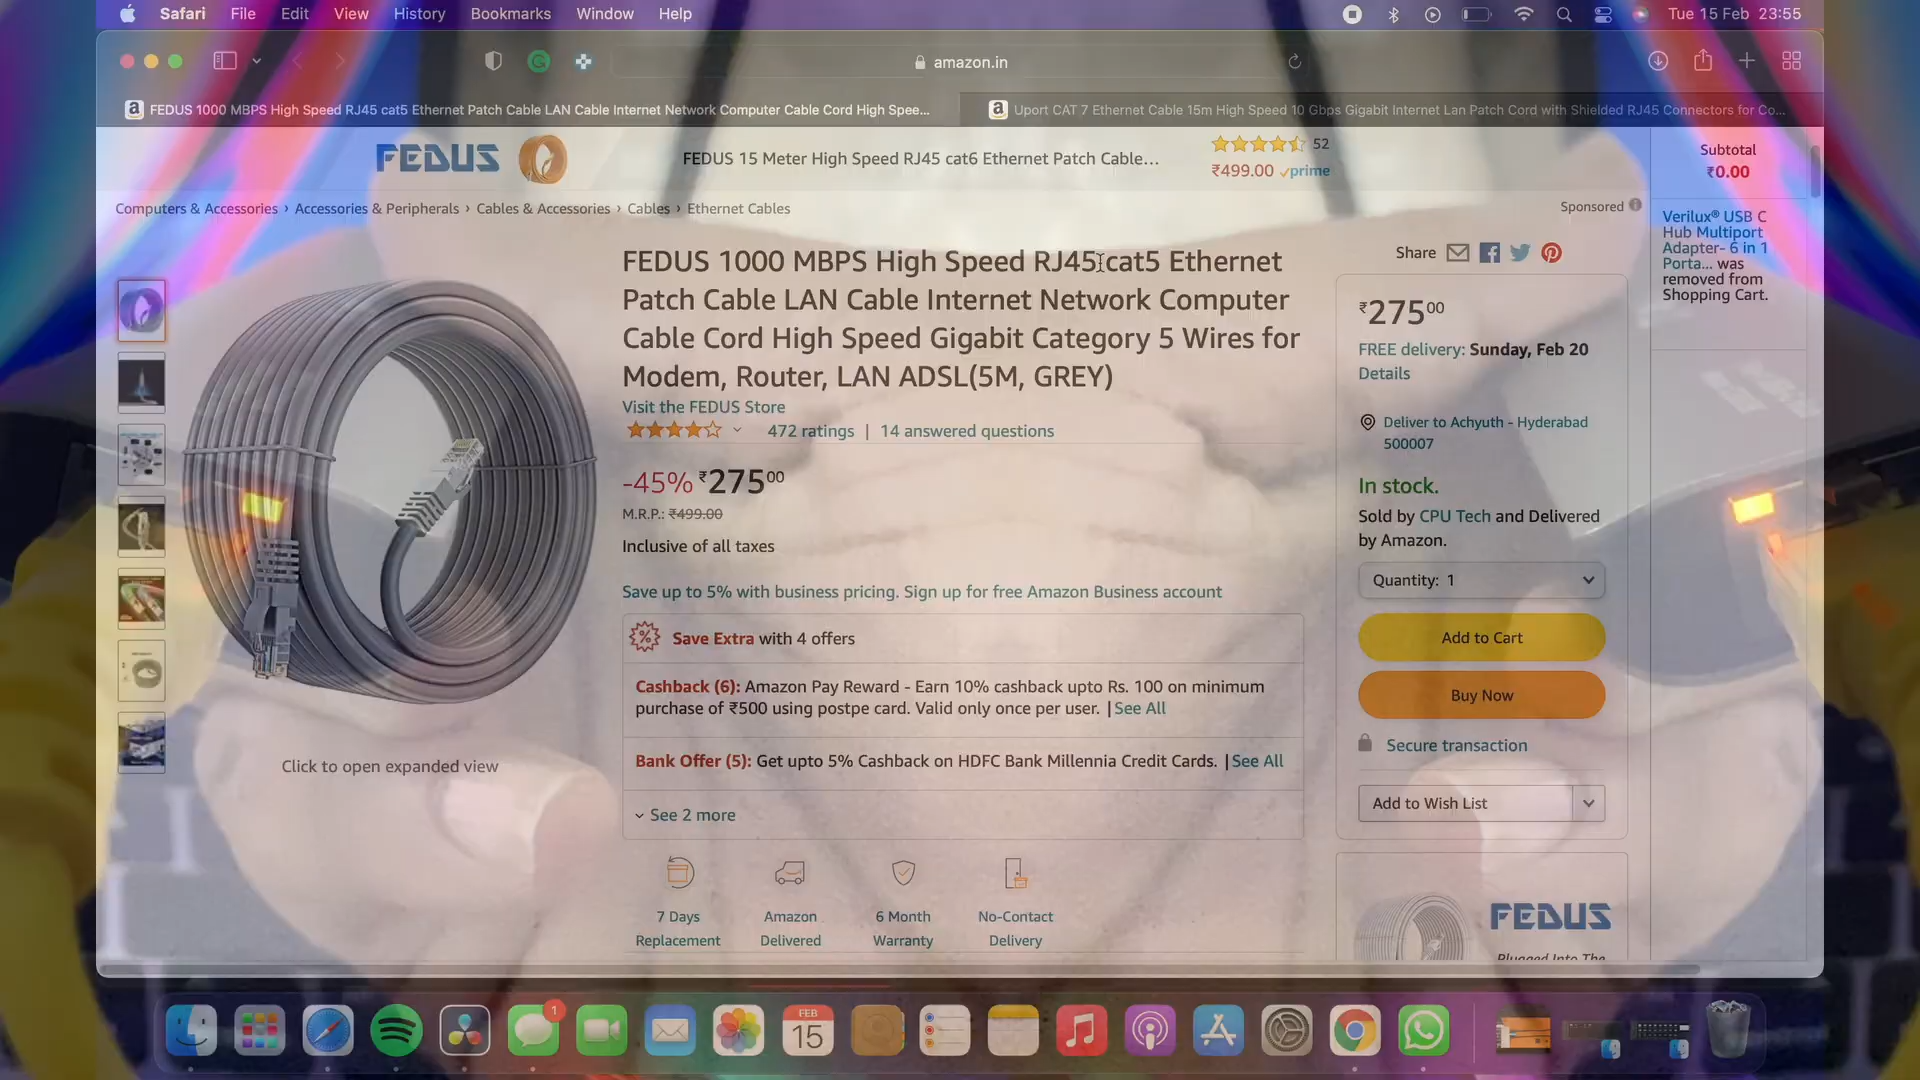 Safari File Edit View History Bookmarks Window Help
Tue 15 Feb 23:55
amazon.in
FEDUS 1000 MBPS High Speed RJ45 cat5 Ethernet Patch Cable LAN Cable Internet Network Computer Cable Cord High Spee...
Uport CAT 7 Ethernet Cable 15m High Speed 10 Gbps Gigabit Internet Lan Patch Cord with Shielded RJ45 Connectors for Co...
FEDUS
FEDUS 15 Meter High Speed RJ45 cat6 Ethernet Patch Cable...
52
₹499.00 prime
Subtotal
₹0.00
Computers & Accessories › Accessories & Peripherals › Cables & Accessories › Cables › Ethernet Cables
Sponsored
Verilux® USB C
Hub Multiport
Adapter- 6 in 1
Porta... was
removed from
Shopping Cart.
FEDUS 1000 MBPS High Speed RJ45 cat5 Ethernet
Patch Cable LAN Cable Internet Network Computer
Cable Cord High Speed Gigabit Category 5 Wires for
Modem, Router, LAN ADSL(5M, GREY)
Visit the FEDUS Store
472 ratings | 14 answered questions
-45% ₹27500
M.R.P.: ₹499.00
Inclusive of all taxes
Save up to 5% with business pricing. Sign up for free Amazon Business account
Save Extra with 4 offers
Cashback (6): Amazon Pay Reward - Earn 10% cashback upto Rs. 100 on minimum
purchase of ₹500 using postpe card. Valid only once per user. | See All
Bank Offer (5): Get upto 5% Cashback on HDFC Bank Millennia Credit Cards. | See All
See 2 more
Click to open expanded view
7 Days
Replacement
Amazon
Delivered
6 Month
Warranty
No-Contact
Delivery
Share
₹27500
FREE delivery: Sunday, Feb 20
Details
Deliver to Achyuth - Hyderabad
500007
In stock.
Sold by CPU Tech and Delivered
by Amazon.
Quantity: 1
Add to Cart
Buy Now
Secure transaction
Add to Wish List
FEDUS
Plugged Into The
1
FEB
15